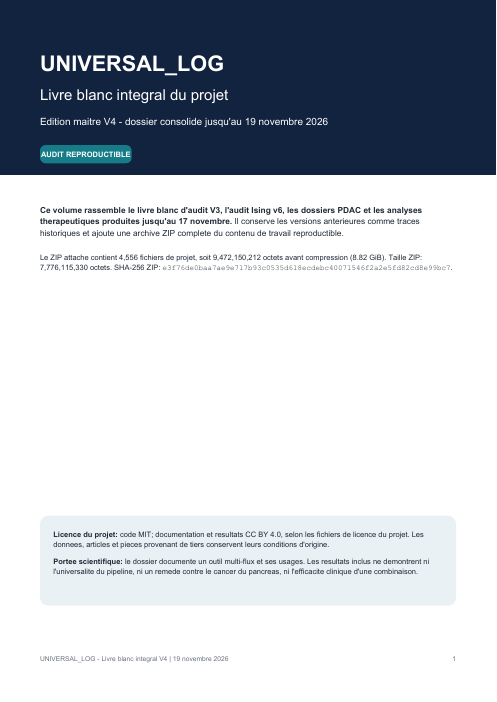 UNIVERSAL_LOG
Livre blanc integral du projet
Edition maitre V4 - dossier consolide jusqu'au 19 novembre 2026
AUDIT REPRODUCTIBLE
Ce volume rassemble le livre blanc d'audit V3, l'audit Ising v6, les dossiers PDAC et les analyses
therapeutiques produites jusqu'au 17 novembre. Il conserve les versions anterieures comme traces
historiques et ajoute une archive ZIP complete du contenu de travail reproductible.
Le ZIP attache contient 4,556 fichiers de projet, soit 9,472,150,212 octets avant compression (8.82 GiB). Taille ZIP:
7,776,115,330 octets. SHA-256 ZIP: e3f76de0baa7ae9e717b93c0535d618ecdebc40071546f2a2e5fd82cd8e99bc7.
Licence du projet: code MIT; documentation et resultats CC BY 4.0, selon les fichiers de licence du projet. Les
donnees, articles et pieces provenant de tiers conservent leurs conditions d'origine.
Portee scientifique: le dossier documente un outil multi-flux et ses usages. Les resultats inclus ne demontrent ni
l'universalite du pipeline, ni un remede contre le cancer du pancreas, ni l'efficacite clinique d'une combinaison.
UNIVERSAL_LOG - Livre blanc integral V4 | 19 novembre 2026
1